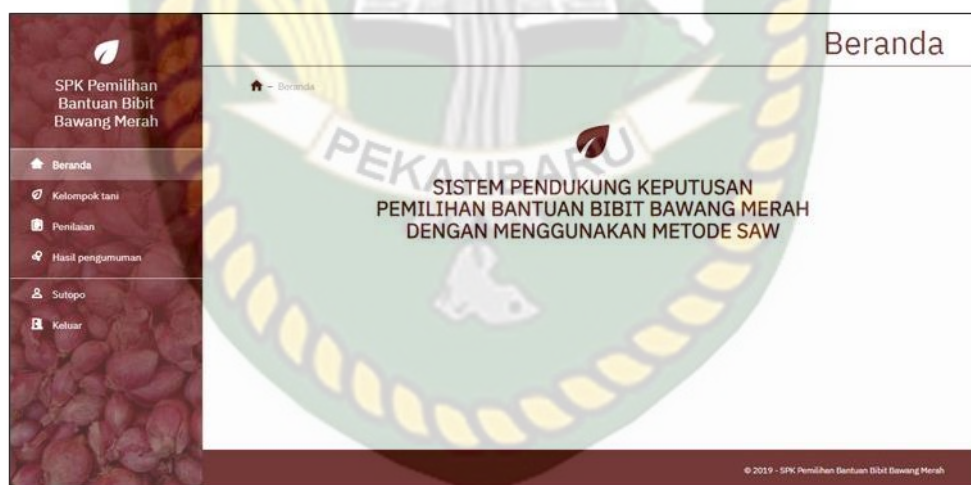 SPK Pemilihan
Bantuan Bibit
Bawang Merah
Beranda
Kelompok tani
Penilaian
Hasil pengumuman
Sutopo
Keluar
Beranda
– Beranda
PEKANBARU
SISTEM PENDUKUNG KEPUTUSAN
PEMILIHAN BANTUAN BIBIT BAWANG MERAH
DENGAN MENGGUNAKAN METODE SAW
© 2019 - SPK Pemilihan Bantuan Bibit Bawang Merah